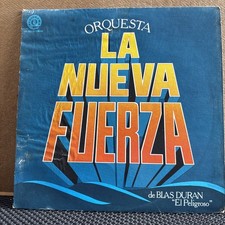 ORQUESTA
LA
NUEVA
FUERZA
de BLAS DURAN
"El Peligroso"